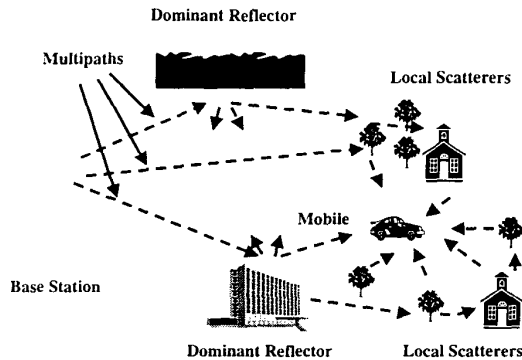 Dominant Reflector
Multipaths
Local Scatterers
Mobile
Base Station
Dominant Reflector
Local Scatterers